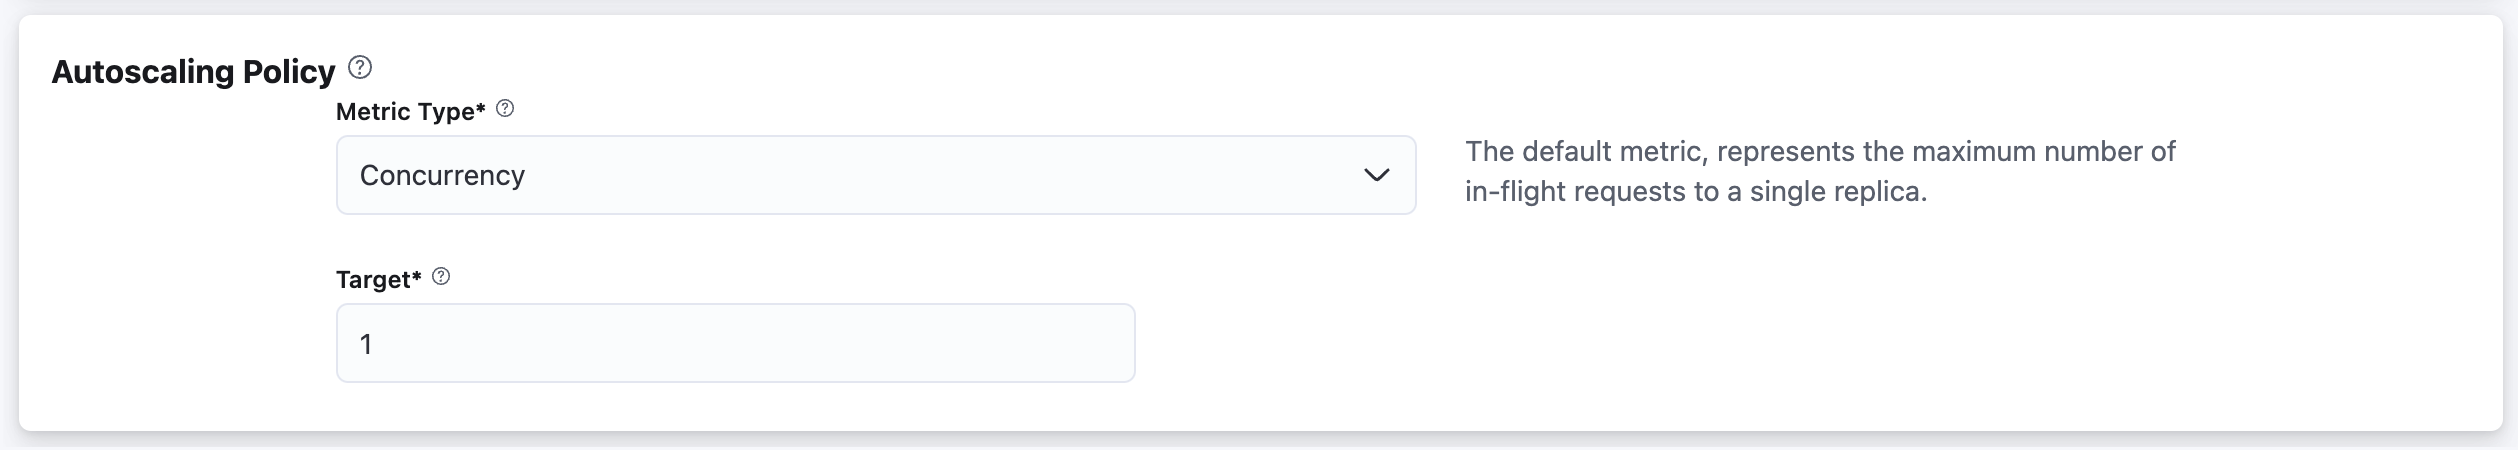 Autoscaling Policy
Metric Type*
Concurrency
The default metric, represents the maximum number of
in-flight requests to a single replica.
Target*
1